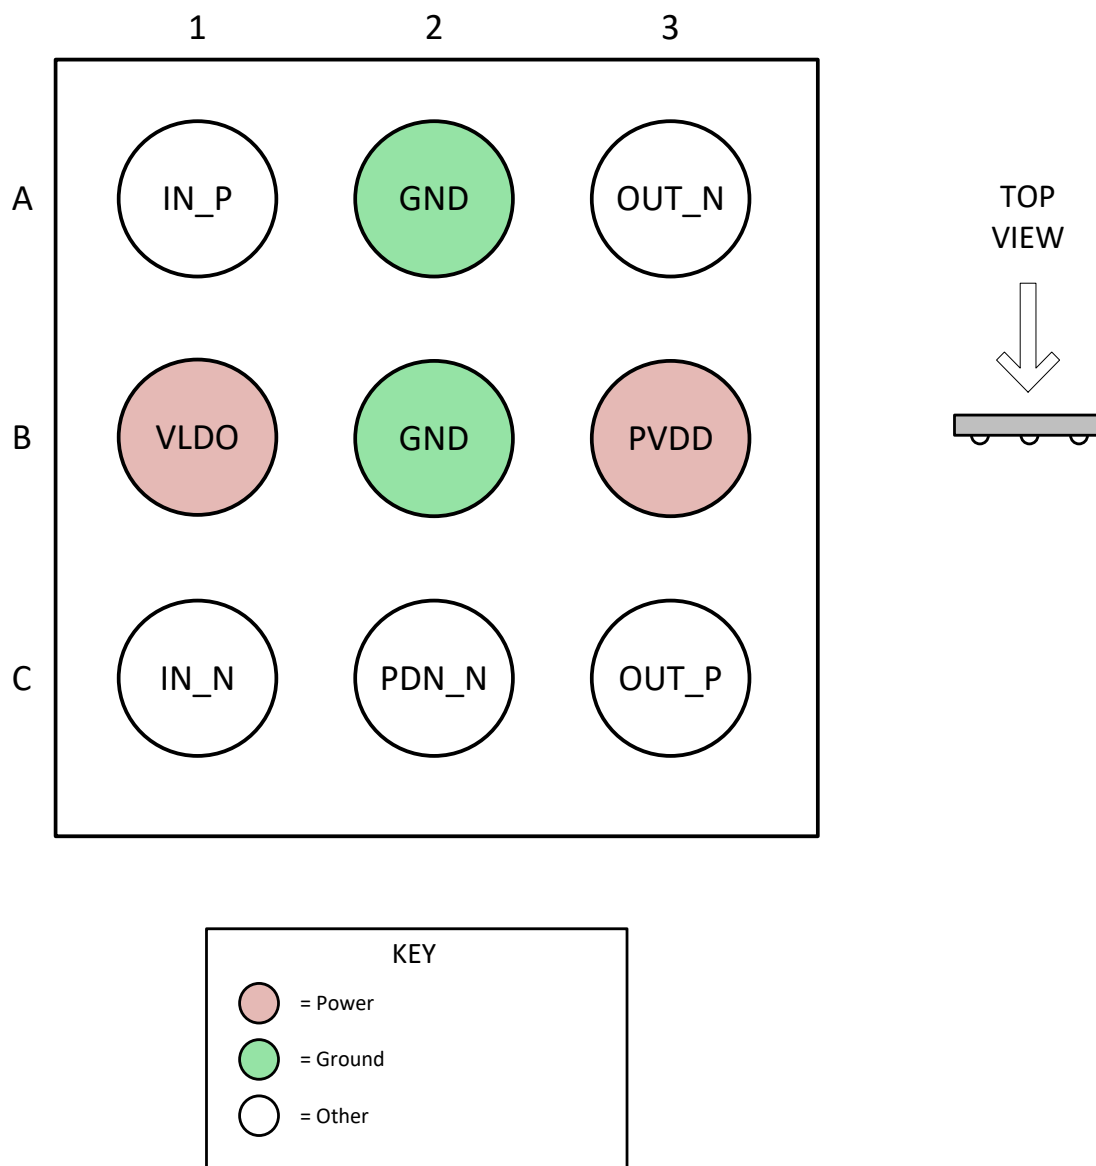 1 2 3
A IN_P GND OUT_N
TOP
VIEW
B VLDO GND PVDD
C IN_N PDN_N OUT_P
KEY
= Power
= Ground
= Other